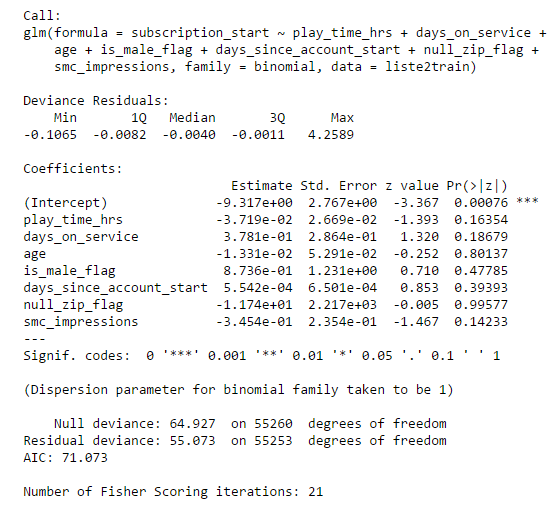 Call:
glm(formula = subscription_start ~ play_time_hrs + days_on_service +
    age + is_male_flag + days_since_account_start + null_zip_flag +
    smc_impressions, family = binomial, data = liste2train)

Deviance Residuals:
    Min       1Q   Median       3Q      Max
-0.1065  -0.0082  -0.0040  -0.0011   4.2589

Coefficients:
                           Estimate Std. Error z value Pr(>|z|)
(Intercept)              -9.317e+00  2.767e+00  -3.367  0.00076 ***
play_time_hrs            -3.719e-02  2.669e-02  -1.393  0.16354
days_on_service           3.781e-01  2.864e-01   1.320  0.18679
age                      -1.331e-02  5.291e-02  -0.252  0.80137
is_male_flag              8.736e-01  1.231e+00   0.710  0.47785
days_since_account_start  5.542e-04  6.501e-04   0.853  0.39393
null_zip_flag            -1.174e+01  2.217e+03  -0.005  0.99577
smc_impressions          -3.454e-01  2.354e-01  -1.467  0.14233
---
Signif. codes:  0 '***' 0.001 '**' 0.01 '*' 0.05 '.' 0.1 ' ' 1

(Dispersion parameter for binomial family taken to be 1)

    Null deviance: 64.927  on 55260  degrees of freedom
Residual deviance: 55.073  on 55253  degrees of freedom
AIC: 71.073

Number of Fisher Scoring iterations: 21